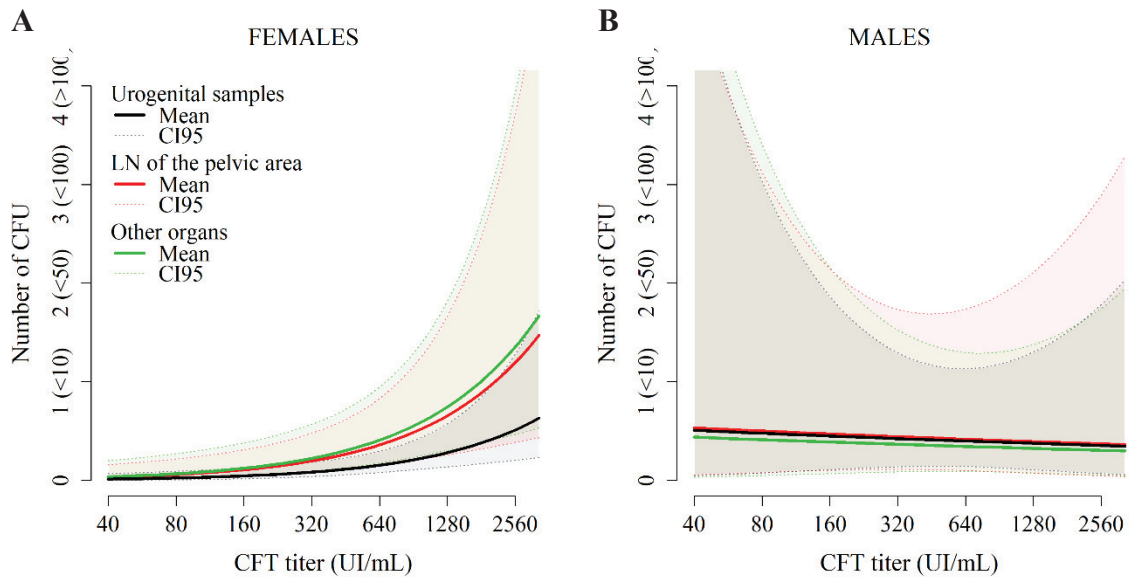 A
FEMALES
Number of CFU
0
1 (<10)
2 (<50)
3 (<100)
4 (>100,
Urogenital samples
Mean
CI95
LN of the pelvic area
Mean
CI95
Other organs
Mean
CI95
40 80 160 320 640 1280 2560
CFT titer (UI/mL)
B
MALES
Number of CFU
0
1 (<10)
2 (<50)
3 (<100)
4 (>100,
40 80 160 320 640 1280 2560
CFT titer (UI/mL)